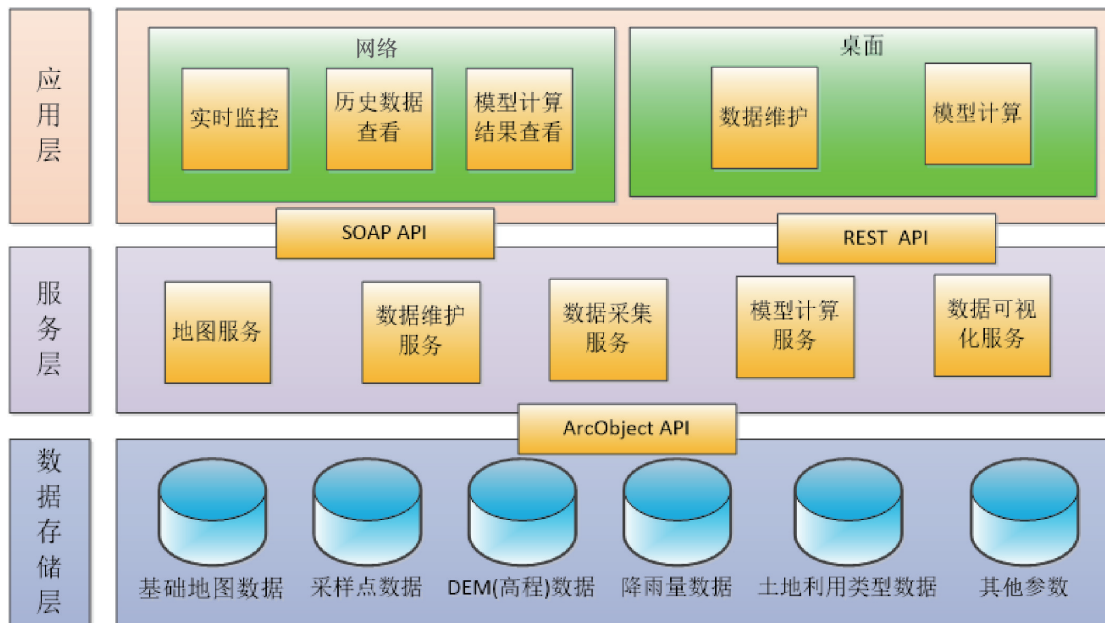 应用层
网络
实时监控
历史数据
查看
模型计算
结果查看
桌面
数据维护
模型计算
SOAP API
REST API
服务层
地图服务
数据维护
服务
数据采集
服务
模型计算
服务
数据可视
化服务
ArcObject API
数据存储层
基础地图数据
采样点数据
DEM(高程)数据
降雨量数据
土地利用类型数据
其他参数